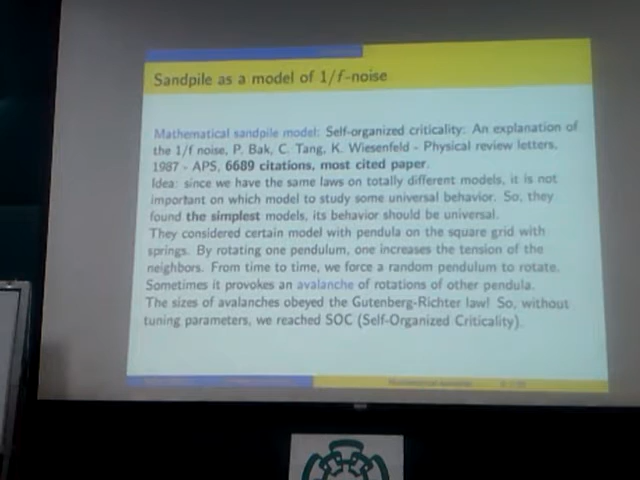 Sandpile as a model of 1/f-noise
Mathematical sandpile model: Self-organized criticality: An explanation of
the 1/f noise, P. Bak, C. Tang, K. Wiesenfeld - Physical review letters,
1987 - APS, 6689 citations, most cited paper.
Idea: since we have the same laws on totally different models, it is not
important on which model to study some universal behavior. So, they
found the simplest models, its behavior should be universal.
They considered certain model with pendula on the square grid with
springs. By rotating one pendulum, one increases the tension of the
neighbors. From time to time, we force a random pendulum to rotate.
Sometimes it provokes an avalanche of rotations of other pendula.
The sizes of avalanches obeyed the Gutenberg-Richter law! So, without
tuning parameters, we reached SOC (Self-Organized Criticality).